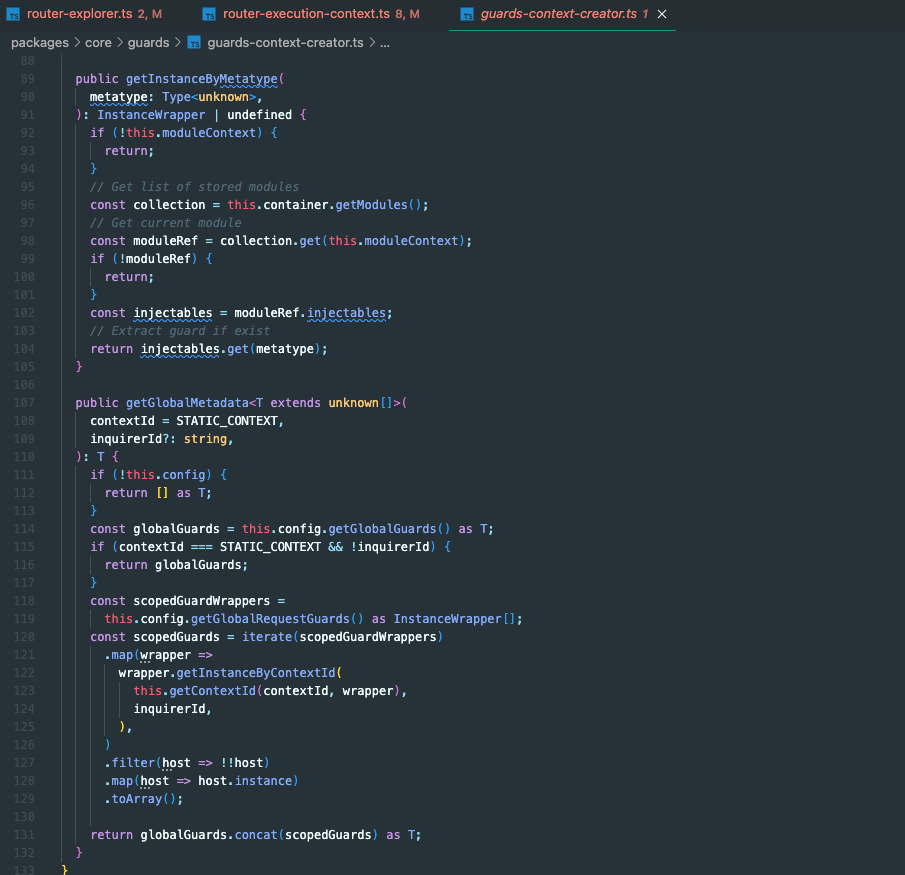 router-explorer.ts 2, M
router-execution-context.ts 8, M
guards-context-creator.ts 1
packages > core > guards > guards-context-creator.ts > ...
88
89 public getInstanceByMetatype(
90 metatype: Type<unknown>,
91 ): InstanceWrapper | undefined {
92 if (!this.moduleContext) {
93 return;
94 }
95 // Get list of stored modules
96 const collection = this.container.getModules();
97 // Get current module
98 const moduleRef = collection.get(this.moduleContext);
99 if (!moduleRef) {
100 return;
101 }
102 const injectables = moduleRef.injectables;
103 // Extract guard if exist
104 return injectables.get(metatype);
105 }
106
107 public getGlobalMetadata<T extends unknown[]>(
108 contextId = STATIC_CONTEXT,
109 inquirerId?: string,
110 ): T {
111 if (!this.config) {
112 return [] as T;
113 }
114 const globalGuards = this.config.getGlobalGuards() as T;
115 if (contextId === STATIC_CONTEXT && !inquirerId) {
116 return globalGuards;
117 }
118 const scopedGuardWrappers =
119 this.config.getGlobalRequestGuards() as InstanceWrapper[];
120 const scopedGuards = iterate(scopedGuardWrappers)
121 .map(wrapper =>
122 wrapper.getInstanceByContextId(
123 this.getContextId(contextId, wrapper),
124 inquirerId,
125 ),
126 )
127 .filter(host => !!host)
128 .map(host => host.instance)
129 .toArray();
130
131 return globalGuards.concat(scopedGuards) as T;
132 }
133 }